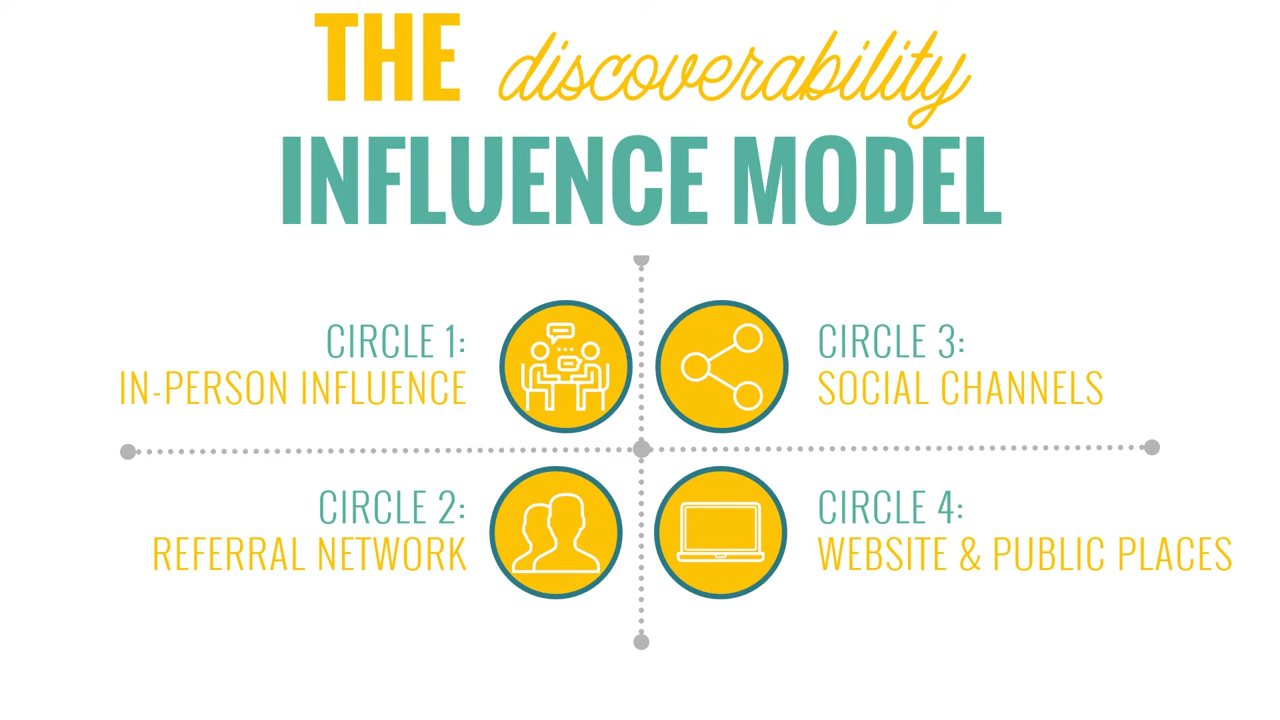 THE discoverability
INFLUENCE MODEL
CIRCLE 1:
IN-PERSON INFLUENCE
CIRCLE 3:
SOCIAL CHANNELS
CIRCLE 2:
REFERRAL NETWORK
CIRCLE 4:
WEBSITE & PUBLIC PLACES